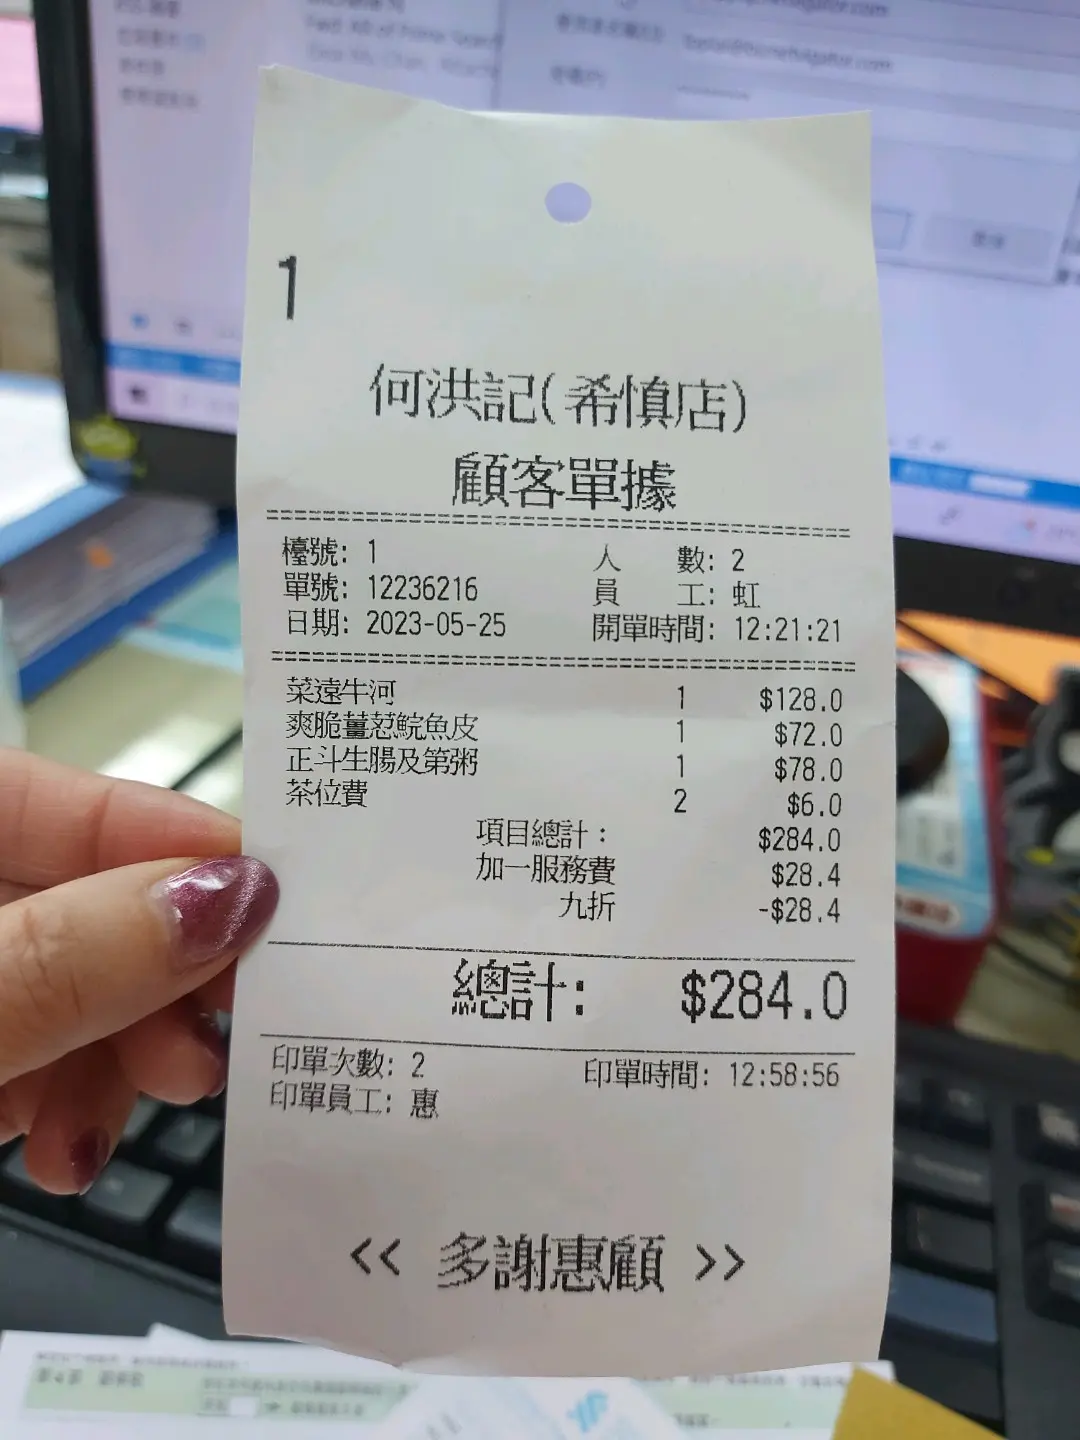 1
何洪記(希慎店)
顧客單據
檯號: 1 人 數: 2
單號: 12236216 員 工: 虹
日期: 2023-05-25 開單時間: 12:21:21
菜遠牛河 1 $128.0
爽脆薑葱鯇魚皮 1 $72.0
正斗生腸及第粥 1 $78.0
茶位費 2 $6.0
項目總計: $284.0
加一服務費 $28.4
九折 -$28.4
總計: $284.0
印單次數: 2 印單時間: 12:58:56
印單員工: 惠
<< 多謝惠顧 >>